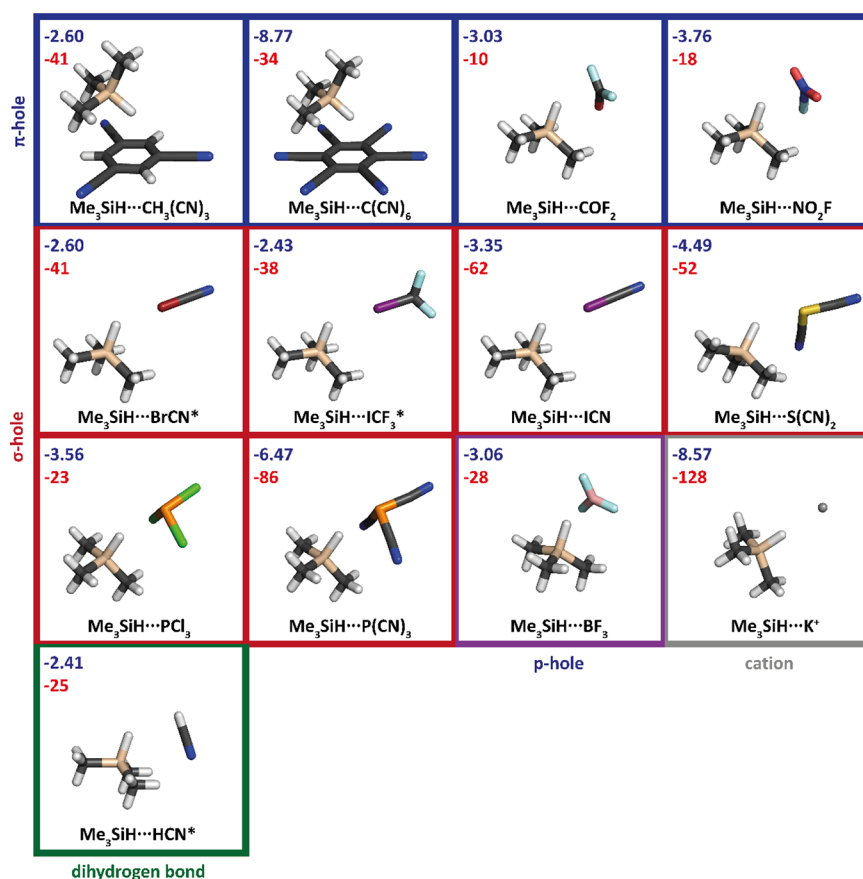 π-hole
-2.60
-41
Me₃SiH···CH₃(CN)₃
-8.77
-34
Me₃SiH···C(CN)₆
-3.03
-10
Me₃SiH···COF₂
-3.76
-18
Me₃SiH···NO₂F
σ-hole
-2.60
-41
Me₃SiH···BrCN*
-2.43
-38
Me₃SiH···ICF₃*
-3.35
-62
Me₃SiH···ICN
-4.49
-52
Me₃SiH···S(CN)₂
-3.56
-23
Me₃SiH···PCl₃
-6.47
-86
Me₃SiH···P(CN)₃
-3.06
-28
Me₃SiH···BF₃
p-hole
-8.57
-128
Me₃SiH···K⁺
cation
-2.41
-25
Me₃SiH···HCN*
dihydrogen bond